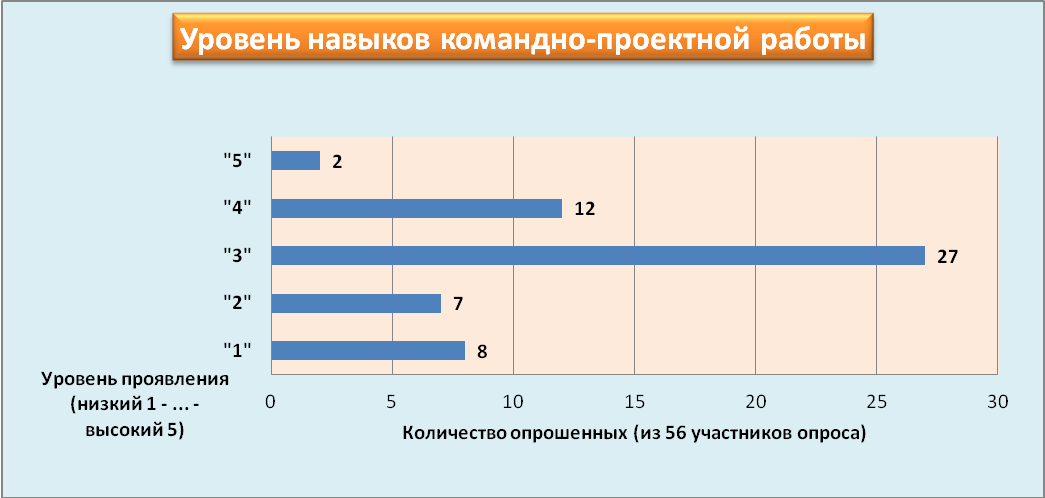 Уровень навыков командно-проектной работы
"5"
2
"4"
12
"3"
27
"2"
7
"1"
8
Уровень проявления
(низкий 1 - ... -
высокий 5)
0 5 10 15 20 25 30
Количество опрошенных (из 56 участников опроса)